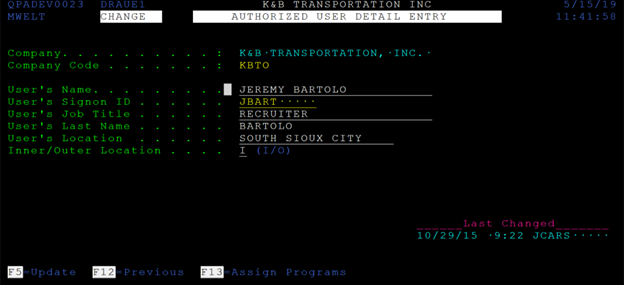 QPADEV0023 DRAUE1 K&B TRANSPORTATION INC 5/15/19
MWELT CHANGE AUTHORIZED USER DETAIL ENTRY 11:41:58
Company. . . . . . . . . . : K&B·TRANSPORTATION,·INC.·
Company Code . . . . . . . : KBTO
User's Name. . . . . . . . . JEREMY BARTOLO
User's Signon ID . . . . . . JBART·····
User's Job Title . . . . . . RECRUITER
User's Last Name . . . . . . BARTOLO
User's Location . . . . . . SOUTH SIOUX CITY
Inner/Outer Location . . . . I (I/O)
______Last Changed_______
10/29/15 ·9:22 JCARS·····
F5=Update F12=Previous F13=Assign Programs